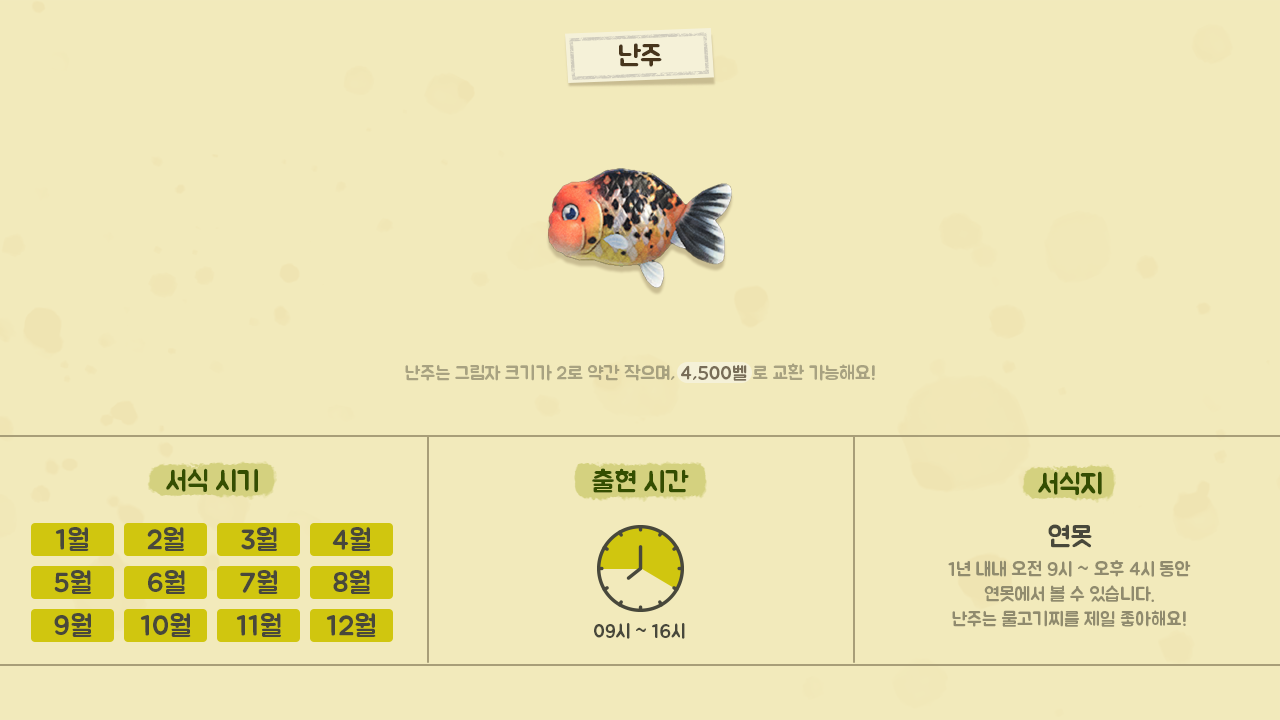 난주
난주는 그림자 크기가 2로 약간 작으며, 4,500벨 로 교환 가능해요!
서식 시기
1월 2월 3월 4월
5월 6월 7월 8월
9월 10월 11월 12월
출현 시간
09시 ~ 16시
서식지
연못
1년 내내 오전 9시 ~ 오후 4시 동안
연못에서 볼 수 있습니다.
난주는 물고기찌를 제일 좋아해요!